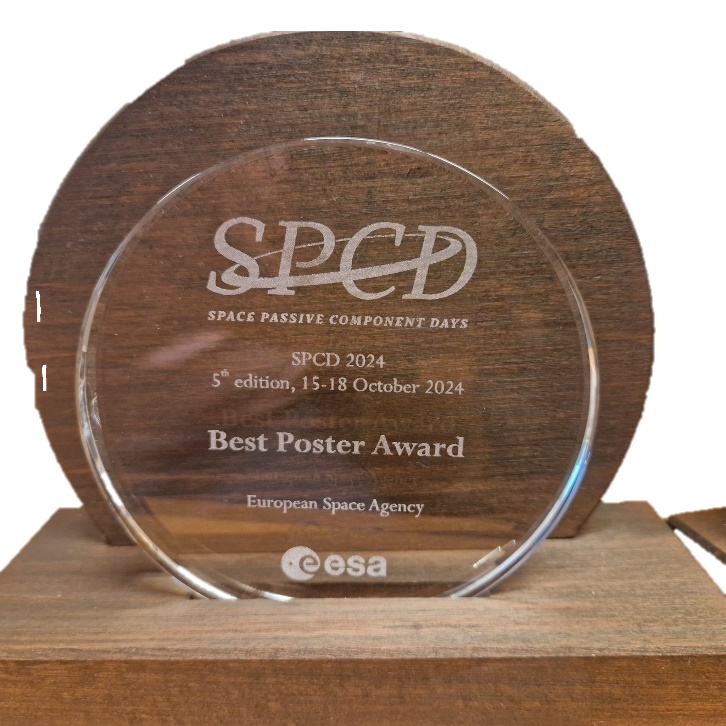 SPCD
SPACE PASSIVE COMPONENT DAYS
SPCD 2024
5th edition, 15-18 October 2024
Best Poster Award
European Space Agency
esa